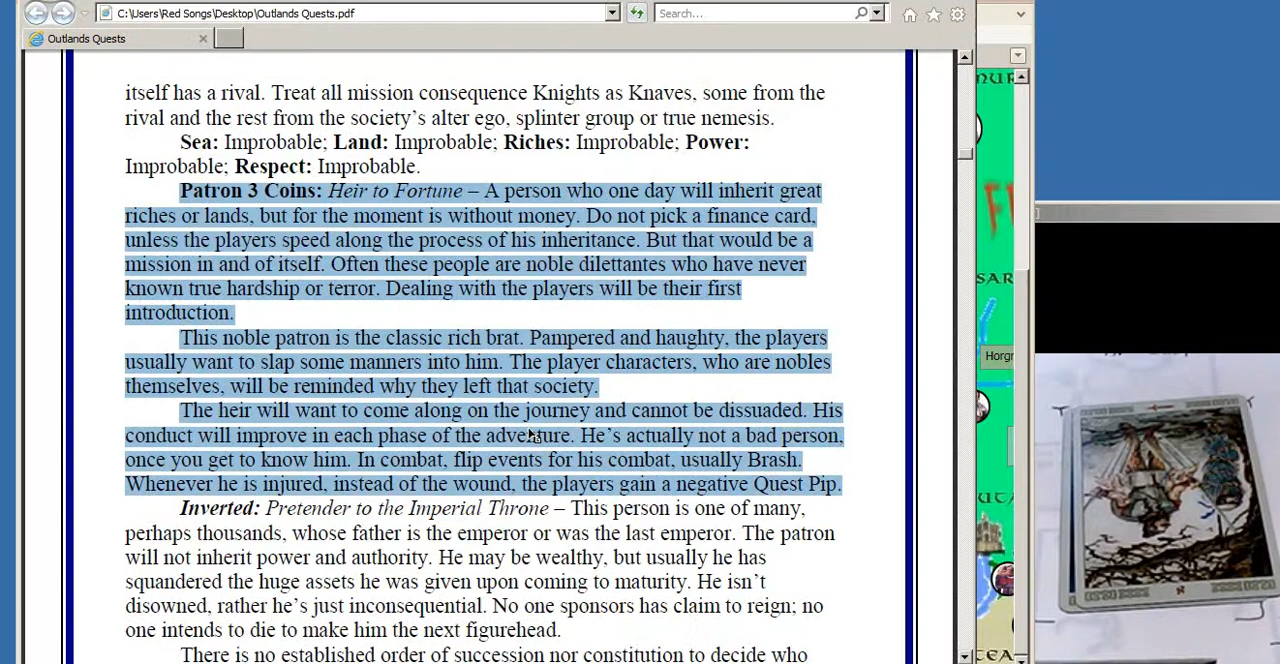 C:\Users\Red Songs\Desktop\Outlands Quests.pdf
Search...
Outlands Quests
itself has a rival. Treat all mission consequence Knights as Knaves, some from the
rival and the rest from the society's alter ego, splinter group or true nemesis.
Sea: Improbable; Land: Improbable; Riches: Improbable; Power:
Improbable; Respect: Improbable.
Patron 3 Coins: Heir to Fortune – A person who one day will inherit great
riches or lands, but for the moment is without money. Do not pick a finance card,
unless the players speed along the process of his inheritance. But that would be a
mission in and of itself. Often these people are noble dilettantes who have never
known true hardship or terror. Dealing with the players will be their first
introduction.
This noble patron is the classic rich brat. Pampered and haughty, the players
usually want to slap some manners into him. The player characters, who are nobles
themselves, will be reminded why they left that society.
The heir will want to come along on the journey and cannot be dissuaded. His
conduct will improve in each phase of the adventure. He's actually not a bad person,
once you get to know him. In combat, flip events for his combat, usually Brash.
Whenever he is injured, instead of the wound, the players gain a negative Quest Pip.
Inverted: Pretender to the Imperial Throne – This person is one of many,
perhaps thousands, whose father is the emperor or was the last emperor. The patron
will not inherit power and authority. He may be wealthy, but usually he has
squandered the huge assets he was given upon coming to maturity. He isn't
disowned, rather he's just inconsequential. No one sponsors has claim to reign; no
one intends to die to make him the next figurehead.
There is no established order of succession nor constitution to decide who
SAR
Horgr
UTA
TEA